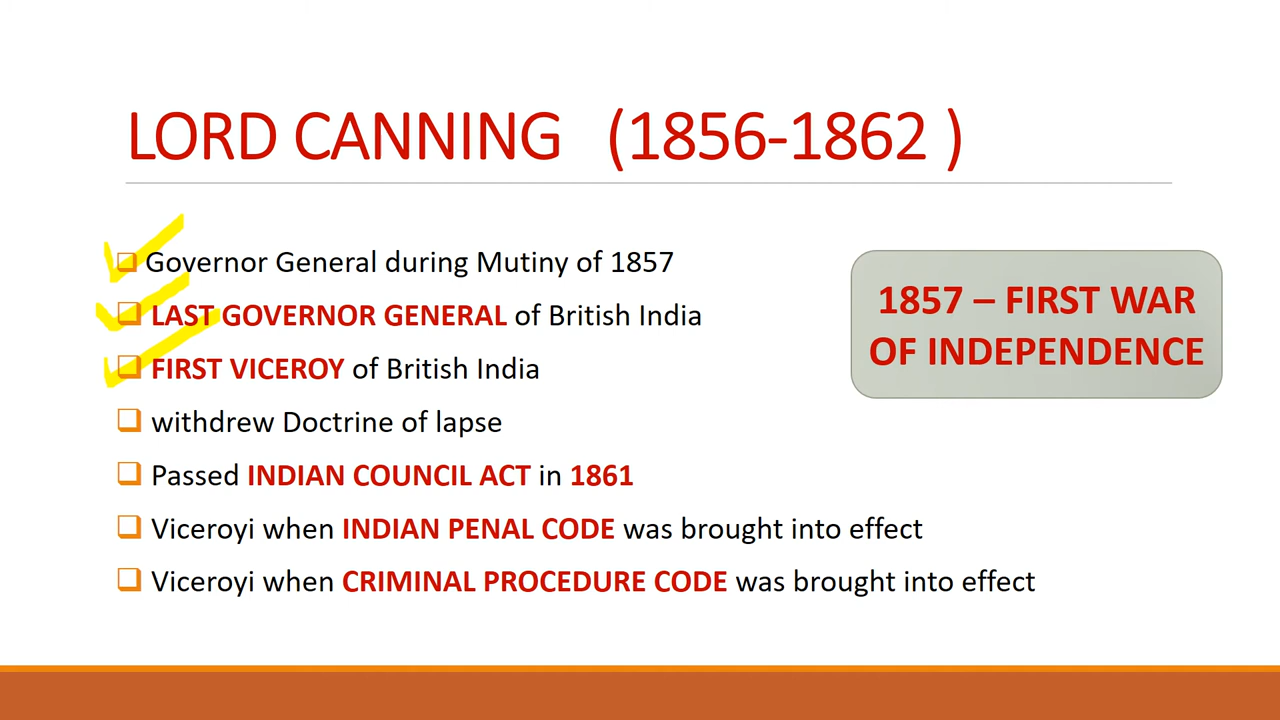 LORD CANNING (1856-1862 )
Governor General during Mutiny of 1857
LAST GOVERNOR GENERAL of British India
FIRST VICEROY of British India
withdrew Doctrine of lapse
Passed INDIAN COUNCIL ACT in 1861
Viceroyi when INDIAN PENAL CODE was brought into effect
Viceroyi when CRIMINAL PROCEDURE CODE was brought into effect
1857 – FIRST WAR
OF INDEPENDENCE